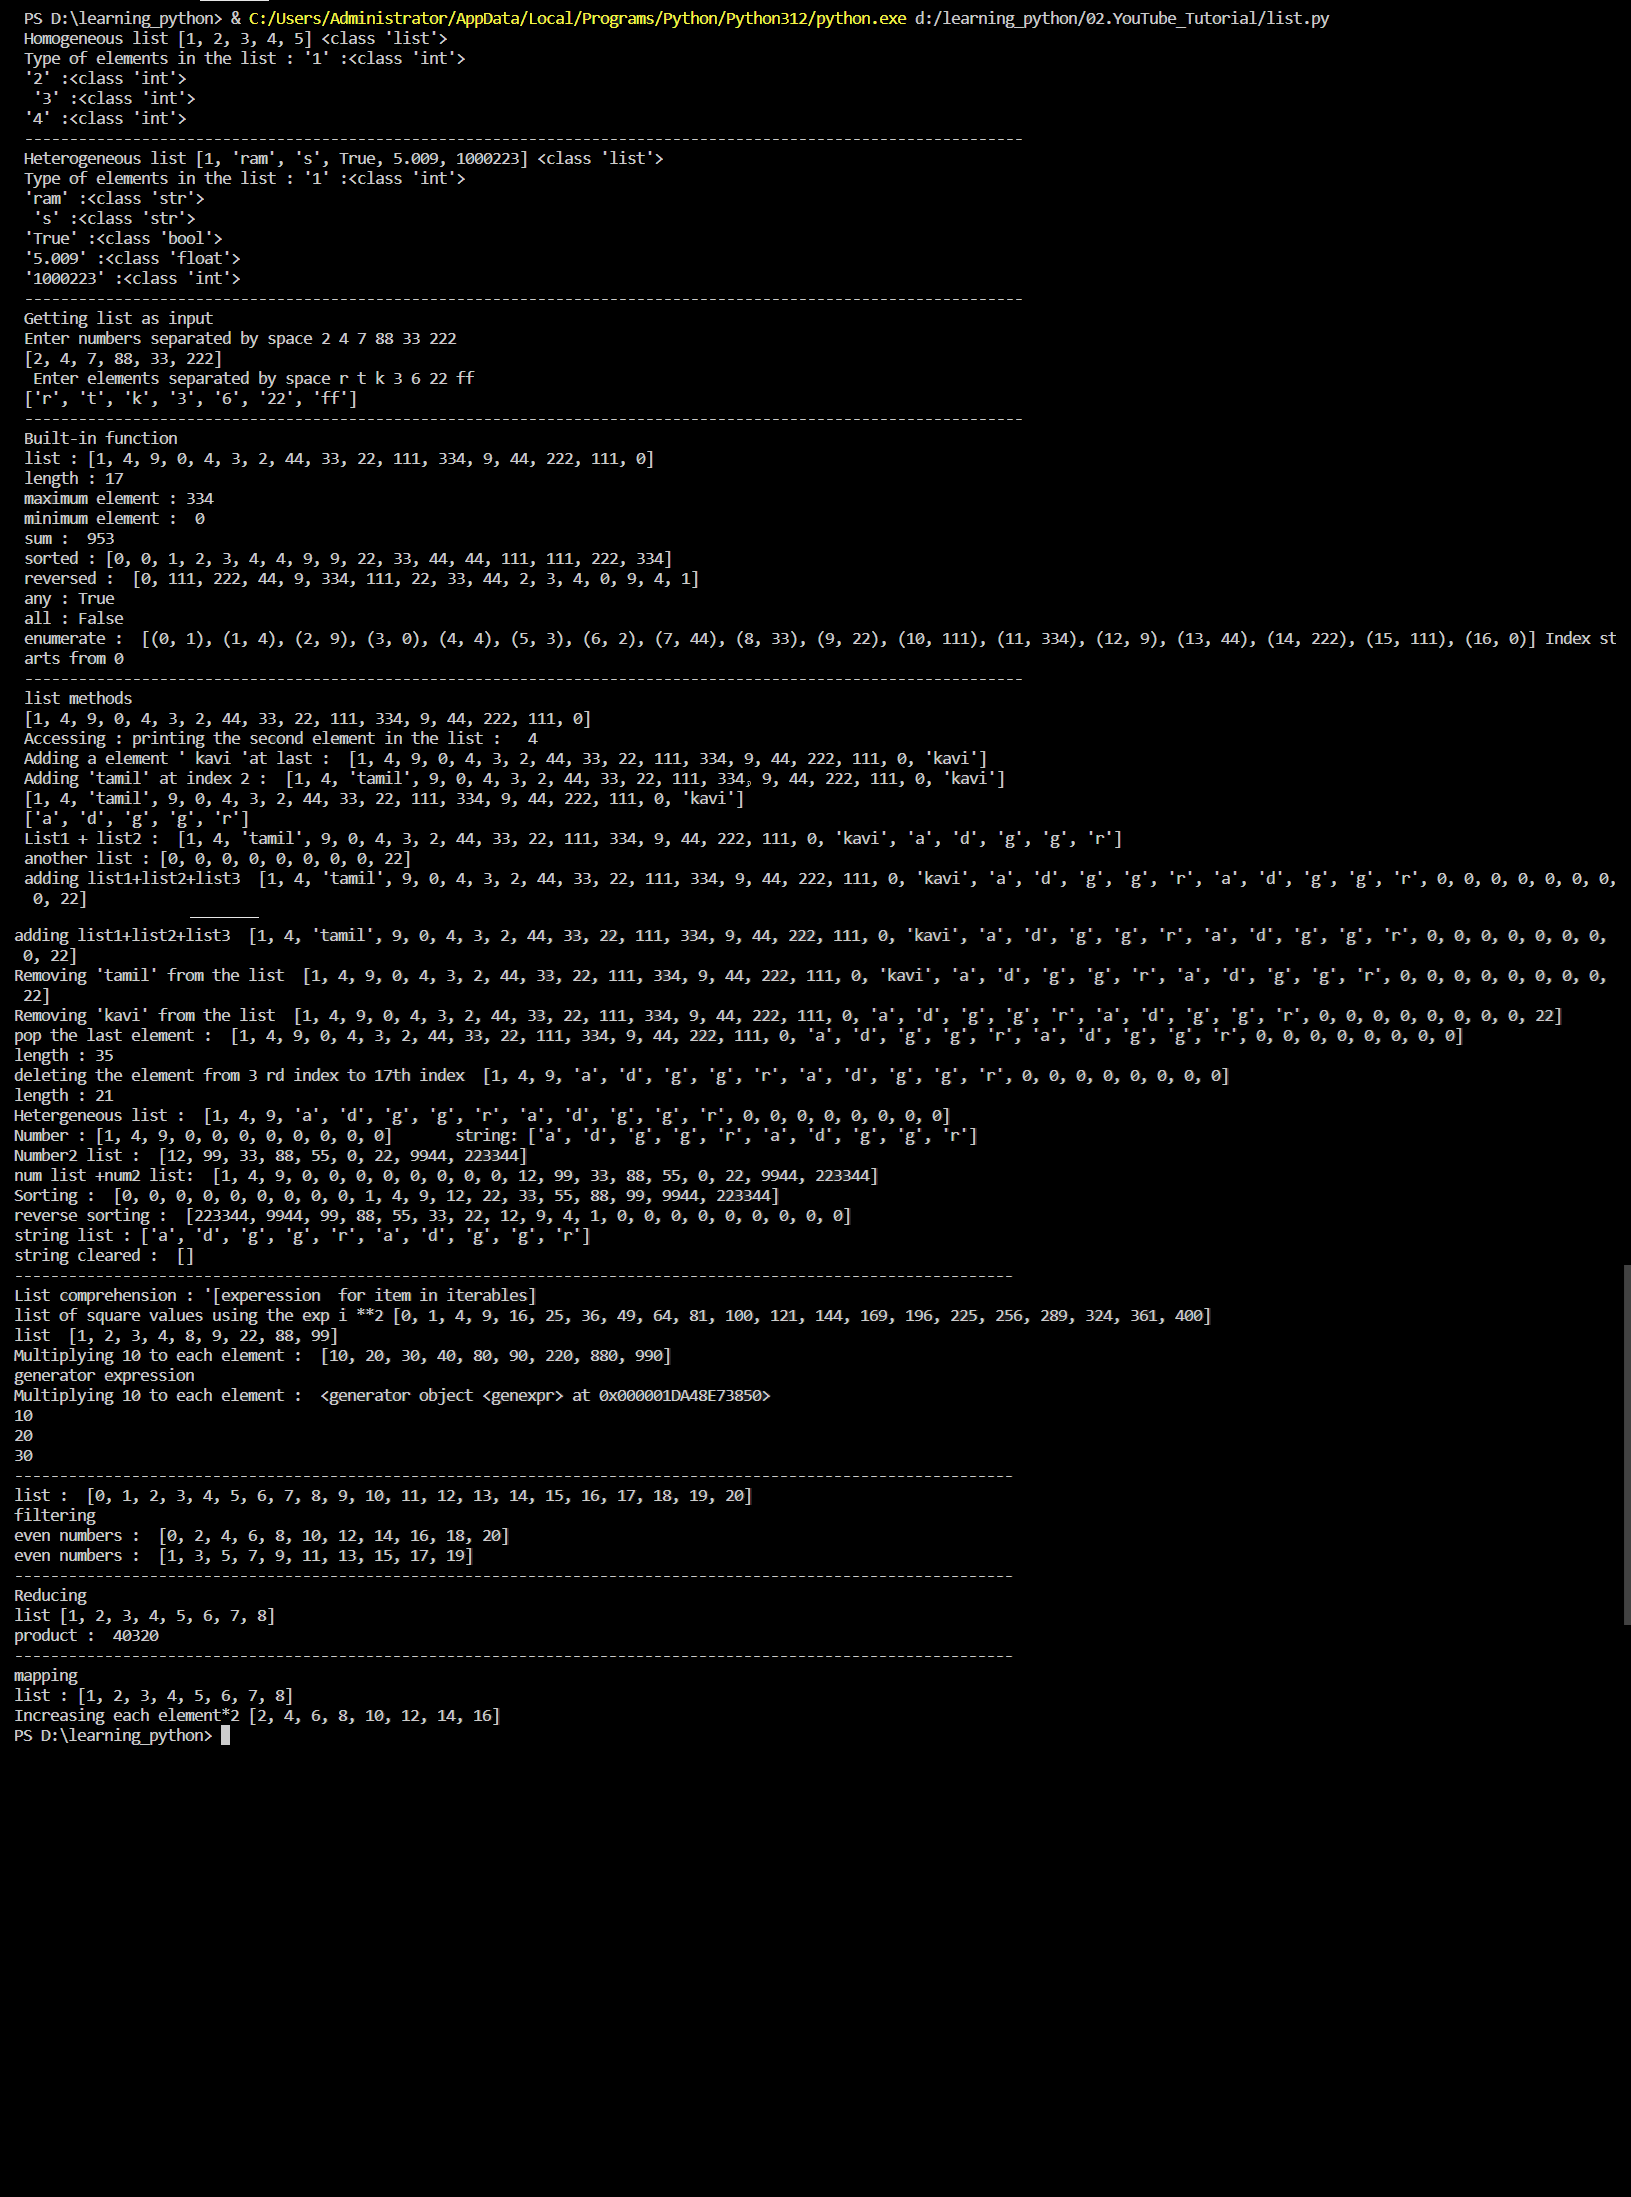 PS D:\learning_python> & C:/Users/Administrator/AppData/Local/Programs/Python/Python312/python.exe d:/learning_python/02.YouTube_Tutorial/list.py
Homogeneous list [1, 2, 3, 4, 5] <class 'list'>
Type of elements in the list : '1' :<class 'int'>
'2' :<class 'int'>
 '3' :<class 'int'>
'4' :<class 'int'>
---------------------------------------------------------------------------------------------------------------
Heterogeneous list [1, 'ram', 's', True, 5.009, 1000223] <class 'list'>
Type of elements in the list : '1' :<class 'int'>
'ram' :<class 'str'>
 's' :<class 'str'>
'True' :<class 'bool'>
'5.009' :<class 'float'>
'1000223' :<class 'int'>
---------------------------------------------------------------------------------------------------------------
Getting list as input
Enter numbers separated by space 2 4 7 88 33 222
[2, 4, 7, 88, 33, 222]
 Enter elements separated by space r t k 3 6 22 ff
['r', 't', 'k', '3', '6', '22', 'ff']
---------------------------------------------------------------------------------------------------------------
Built-in function
list : [1, 4, 9, 0, 4, 3, 2, 44, 33, 22, 111, 334, 9, 44, 222, 111, 0]
length : 17
maximum element : 334
minimum element :  0
sum :  953
sorted : [0, 0, 1, 2, 3, 4, 4, 9, 9, 22, 33, 44, 44, 111, 111, 222, 334]
reversed :  [0, 111, 222, 44, 9, 334, 111, 22, 33, 44, 2, 3, 4, 0, 9, 4, 1]
any : True
all : False
enumerate :  [(0, 1), (1, 4), (2, 9), (3, 0), (4, 4), (5, 3), (6, 2), (7, 44), (8, 33), (9, 22), (10, 111), (11, 334), (12, 9), (13, 44), (14, 222), (15, 111), (16, 0)] Index st
arts from 0
---------------------------------------------------------------------------------------------------------------
list methods
[1, 4, 9, 0, 4, 3, 2, 44, 33, 22, 111, 334, 9, 44, 222, 111, 0]
Accessing : printing the second element in the list :   4
Adding a element ' kavi 'at last :  [1, 4, 9, 0, 4, 3, 2, 44, 33, 22, 111, 334, 9, 44, 222, 111, 0, 'kavi']
Adding 'tamil' at index 2 :  [1, 4, 'tamil', 9, 0, 4, 3, 2, 44, 33, 22, 111, 334, 9, 44, 222, 111, 0, 'kavi']
[1, 4, 'tamil', 9, 0, 4, 3, 2, 44, 33, 22, 111, 334, 9, 44, 222, 111, 0, 'kavi']
['a', 'd', 'g', 'g', 'r']
List1 + list2 :  [1, 4, 'tamil', 9, 0, 4, 3, 2, 44, 33, 22, 111, 334, 9, 44, 222, 111, 0, 'kavi', 'a', 'd', 'g', 'g', 'r']
another list : [0, 0, 0, 0, 0, 0, 0, 0, 22]
adding list1+list2+list3  [1, 4, 'tamil', 9, 0, 4, 3, 2, 44, 33, 22, 111, 334, 9, 44, 222, 111, 0, 'kavi', 'a', 'd', 'g', 'g', 'r', 'a', 'd', 'g', 'g', 'r', 0, 0, 0, 0, 0, 0, 0,
 0, 22]
adding list1+list2+list3  [1, 4, 'tamil', 9, 0, 4, 3, 2, 44, 33, 22, 111, 334, 9, 44, 222, 111, 0, 'kavi', 'a', 'd', 'g', 'g', 'r', 'a', 'd', 'g', 'g', 'r', 0, 0, 0, 0, 0, 0, 0,
 0, 22]
Removing 'tamil' from the list  [1, 4, 9, 0, 4, 3, 2, 44, 33, 22, 111, 334, 9, 44, 222, 111, 0, 'kavi', 'a', 'd', 'g', 'g', 'r', 'a', 'd', 'g', 'g', 'r', 0, 0, 0, 0, 0, 0, 0, 0,
 22]
Removing 'kavi' from the list  [1, 4, 9, 0, 4, 3, 2, 44, 33, 22, 111, 334, 9, 44, 222, 111, 0, 'a', 'd', 'g', 'g', 'r', 'a', 'd', 'g', 'g', 'r', 0, 0, 0, 0, 0, 0, 0, 0, 22]
pop the last element :  [1, 4, 9, 0, 4, 3, 2, 44, 33, 22, 111, 334, 9, 44, 222, 111, 0, 'a', 'd', 'g', 'g', 'r', 'a', 'd', 'g', 'g', 'r', 0, 0, 0, 0, 0, 0, 0, 0]
length : 35
deleting the element from 3 rd index to 17th index  [1, 4, 9, 'a', 'd', 'g', 'g', 'r', 'a', 'd', 'g', 'g', 'r', 0, 0, 0, 0, 0, 0, 0, 0]
length : 21
Hetergeneous list :  [1, 4, 9, 'a', 'd', 'g', 'g', 'r', 'a', 'd', 'g', 'g', 'r', 0, 0, 0, 0, 0, 0, 0, 0]
Number : [1, 4, 9, 0, 0, 0, 0, 0, 0, 0, 0]       string: ['a', 'd', 'g', 'g', 'r', 'a', 'd', 'g', 'g', 'r']
Number2 list :  [12, 99, 33, 88, 55, 0, 22, 9944, 223344]
num list +num2 list:  [1, 4, 9, 0, 0, 0, 0, 0, 0, 0, 0, 12, 99, 33, 88, 55, 0, 22, 9944, 223344]
Sorting :  [0, 0, 0, 0, 0, 0, 0, 0, 0, 1, 4, 9, 12, 22, 33, 55, 88, 99, 9944, 223344]
reverse sorting :  [223344, 9944, 99, 88, 55, 33, 22, 12, 9, 4, 1, 0, 0, 0, 0, 0, 0, 0, 0, 0]
string list : ['a', 'd', 'g', 'g', 'r', 'a', 'd', 'g', 'g', 'r']
string cleared :  []
---------------------------------------------------------------------------------------------------------------
List comprehension : '[experession  for item in iterables]
list of square values using the exp i **2 [0, 1, 4, 9, 16, 25, 36, 49, 64, 81, 100, 121, 144, 169, 196, 225, 256, 289, 324, 361, 400]
list  [1, 2, 3, 4, 8, 9, 22, 88, 99]
Multiplying 10 to each element :  [10, 20, 30, 40, 80, 90, 220, 880, 990]
generator expression
Multiplying 10 to each element :  <generator object <genexpr> at 0x000001DA48E73850>
10
20
30
---------------------------------------------------------------------------------------------------------------
list :  [0, 1, 2, 3, 4, 5, 6, 7, 8, 9, 10, 11, 12, 13, 14, 15, 16, 17, 18, 19, 20]
filtering
even numbers :  [0, 2, 4, 6, 8, 10, 12, 14, 16, 18, 20]
even numbers :  [1, 3, 5, 7, 9, 11, 13, 15, 17, 19]
---------------------------------------------------------------------------------------------------------------
Reducing
list [1, 2, 3, 4, 5, 6, 7, 8]
product :  40320
---------------------------------------------------------------------------------------------------------------
mapping
list : [1, 2, 3, 4, 5, 6, 7, 8]
Increasing each element*2 [2, 4, 6, 8, 10, 12, 14, 16]
PS D:\learning_python>